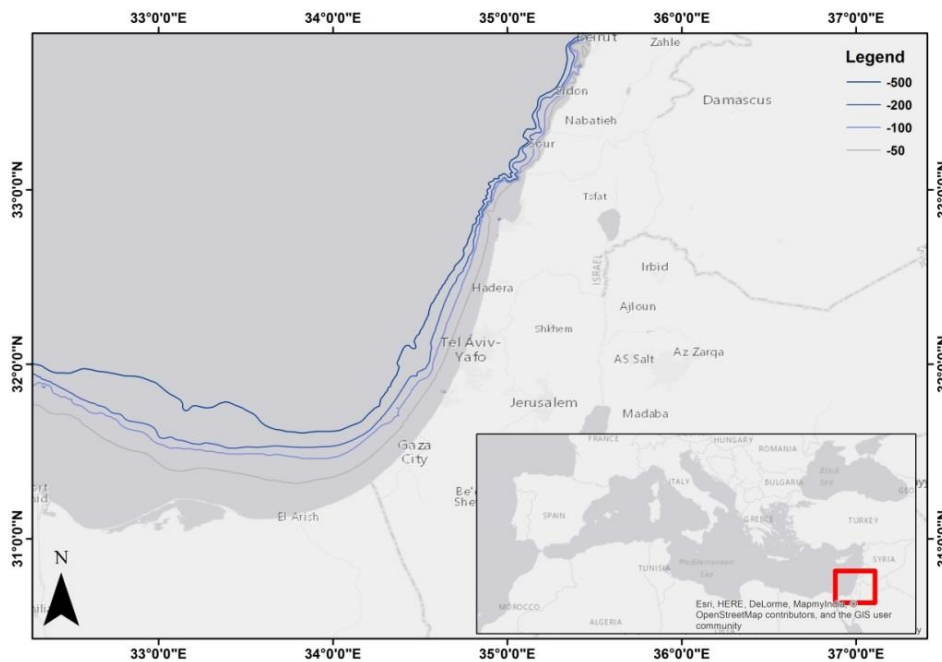 33°0'0"E 34°0'0"E 35°0'0"E 36°0'0"E 37°0'0"E
Beirut
Zahle
Legend
-500
-200
-100
-50
Damascus
Nabatieh
33°0'0"N
Tsfat
ISRAEL
Irbid
Hadera
Ajloun
Shkhem
Tel Aviv-
Yafo
AS Salt
Az Zarqa
32°0'0"N
32°0'0"N
Jerusalem
Madaba
Gaza
City
El Arish
31°0'0"N
N
FRANCE
HUNGARY
ROMANIA
ITALY
BULGARIA
Black
Sea
SPAIN
GREECE
TURKEY
Mediterranean
Sea
SYRIA
TUNISIA
MOROCCO
ALGERIA
Esri, HERE, DeLorme, MapmyIndia, ©
OpenStreetMap contributors, and the GIS user
community
33°0'0"E 34°0'0"E 35°0'0"E 36°0'0"E 37°0'0"E